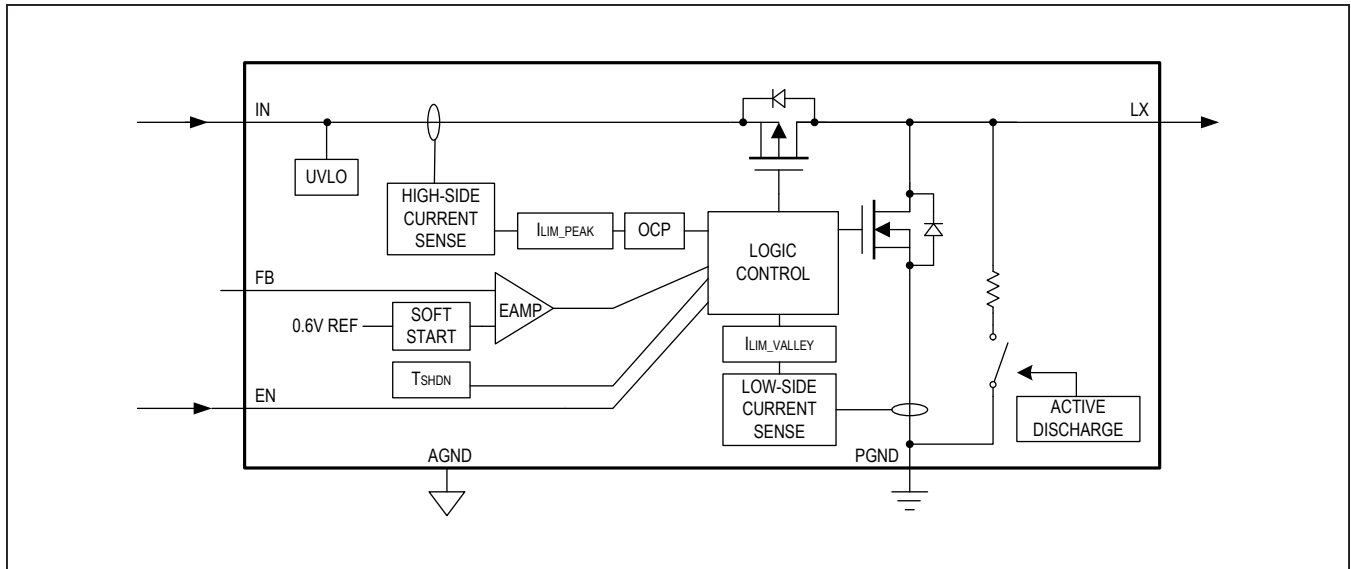 IN
LX
UVLO
HIGH-SIDE
CURRENT
SENSE
ILIM_PEAK
OCP
LOGIC
CONTROL
FB
EAMP
0.6V REF
SOFT
START
ILIM_VALLEY
TSHDN
LOW-SIDE
CURRENT
SENSE
EN
ACTIVE
DISCHARGE
AGND
PGND